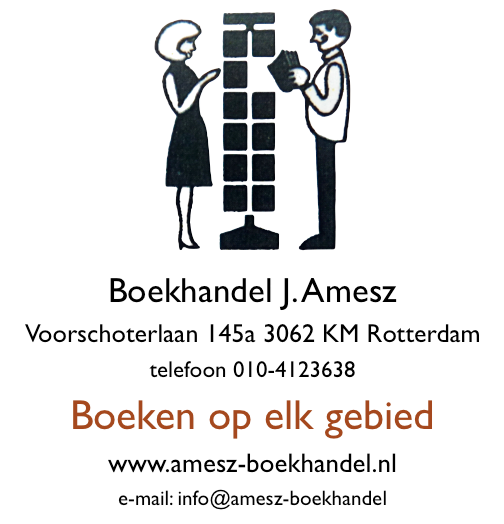 Boekhandel J. Amesz
Voorschoterlaan 145a 3062 KM Rotterdam
telefoon 010-4123638
Boeken op elk gebied
www.amesz-boekhandel.nl
e-mail: info@amesz-boekhandel